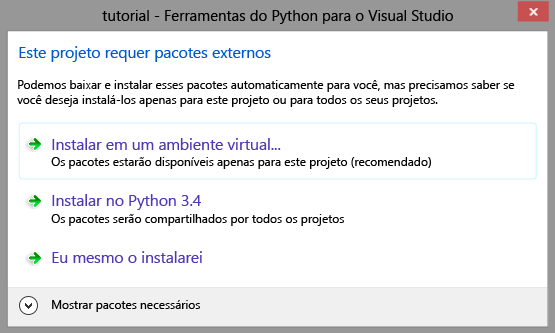 tutorial - Ferramentas do Python para o Visual Studio
Este projeto requer pacotes externos
Podemos baixar e instalar esses pacotes automaticamente para você, mas precisamos saber se
você deseja instalá-los apenas para este projeto ou para todos os seus projetos.
Instalar em um ambiente virtual...
Os pacotes estarão disponíveis apenas para este projeto (recomendado)
Instalar no Python 3.4
Os pacotes serão compartilhados por todos os projetos
Eu mesmo o instalarei
Mostrar pacotes necessários